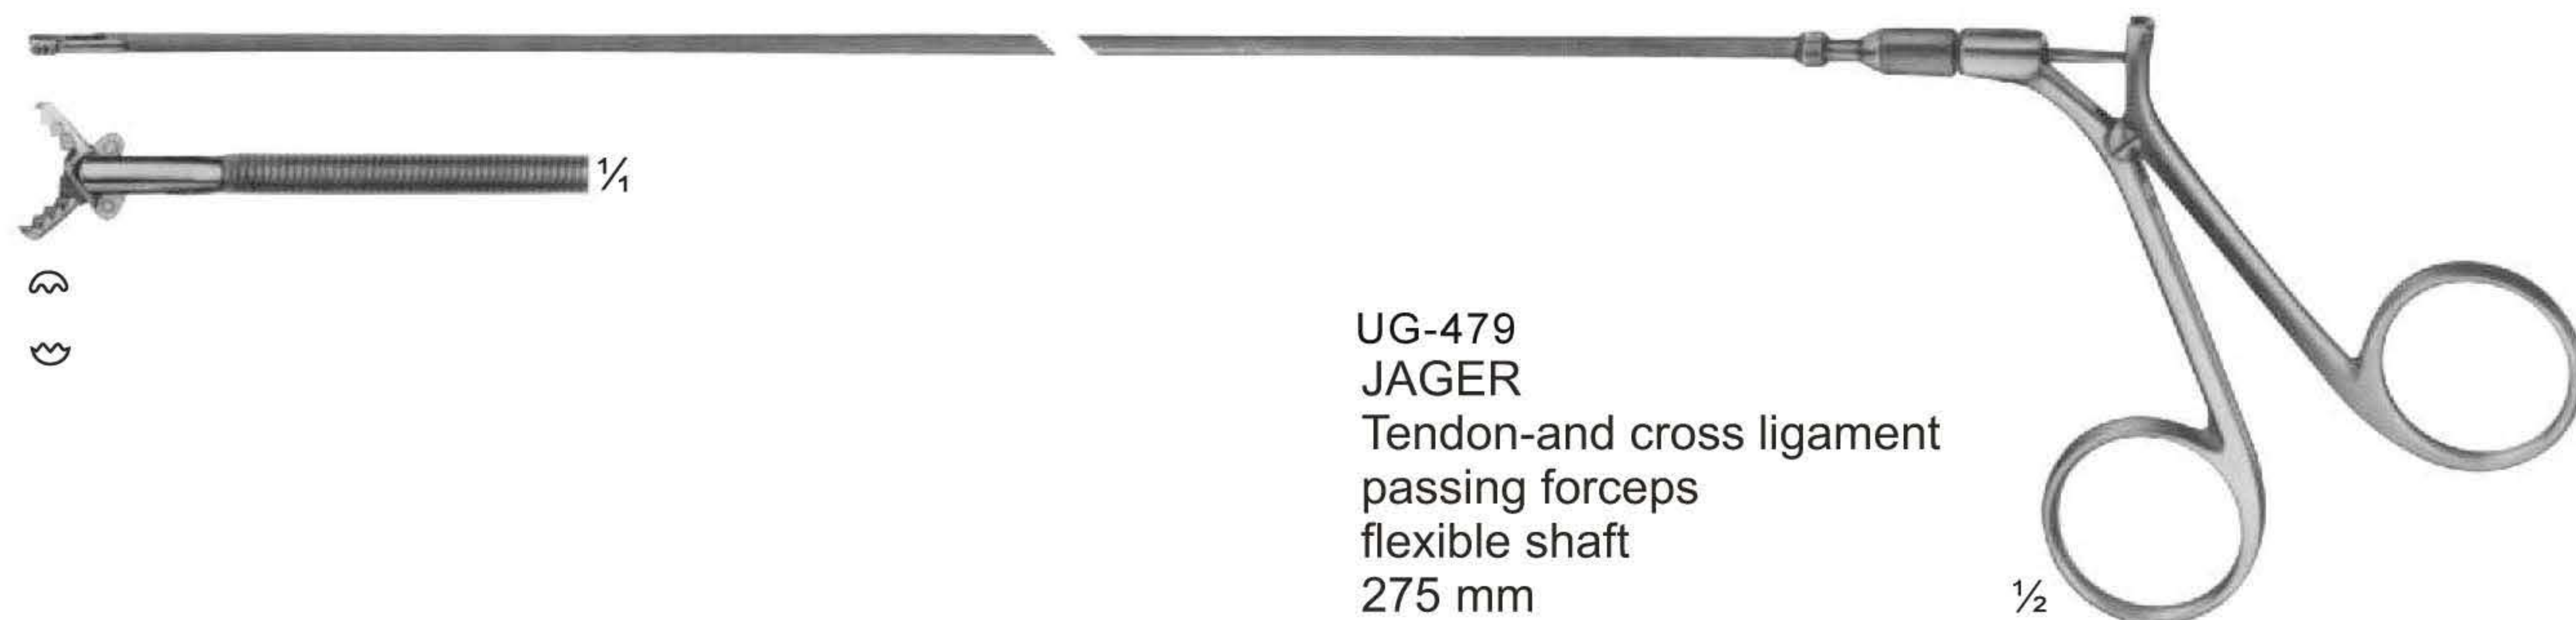 ⅟₁
UG-479
JAGER
Tendon-and cross ligament
passing forceps
flexible shaft
275 mm
½